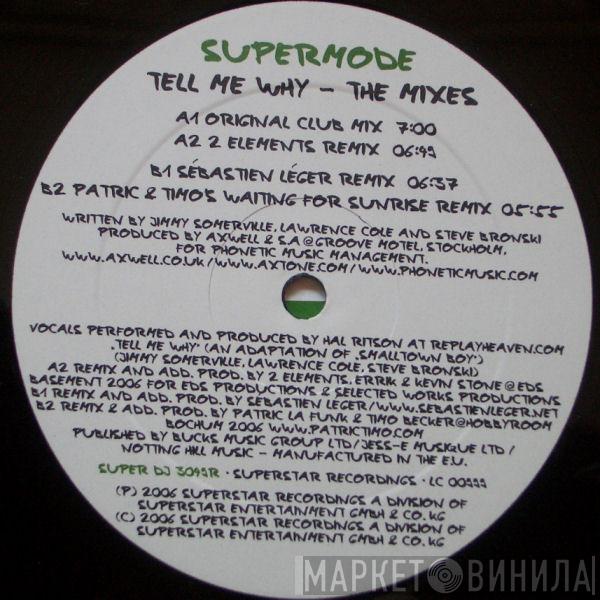 SUPERMODE
TELL ME WHY – THE MIXES
A1 ORIGINAL CLUB MIX 7:00
A2 2 ELEMENTS REMIX 06:49
B1 SÉBASTIEN LÉGER REMIX 06:37
B2 PATRIC & TIMO'S WAITING FOR SUNRISE REMIX 05:55
WRITTEN BY JIMMY SOMERVILLE, LAWRENCE COLE AND STEVE BRONSKI
PRODUCED BY AXWELL & S.A @ GROOVE MOTEL, STOCKHOLM,
FOR PHONETIC MUSIC MANAGEMENT.
WWW.AXWELL.CO.UK/WWW.AXTONE.COM/WWW.PHONETICMUSIC.COM
VOCALS PERFORMED AND PRODUCED BY HAL RITSON AT REPLAYHEAVEN.COM
‚TELL ME WHY' (AN ADAPTATION OF ‚SMALLTOWN BOY')
(JIMMY SOMERVILLE, LAWRENCE COLE, STEVE BRONSKI)
A2 REMIX AND ADD. PROD. BY 2 ELEMENTS, ERRIK & KEVIN STONE @ EDS
BASEMENT 2006 FOR EDS PRODUCTIONS & SELECTED WORKS PRODUCTIONS
B1 REMIX AND ADD. PROD. BY SEBASTIEN LEGER/WWW.SEBASTIENLEGER.NET
B2 REMIX & ADD. PROD. BY PATRIC LA FUNK & TIMO BECKER@HOBBYROOM
BOCHUM 2006 WWW.PATRICTIMO.COM
PUBLISHED BY BUCKS MUSIC GROUP LTD/JESS-E MUSIQUE LTD/
NOTTING HILL MUSIC – MANUFACTURED IN THE E.U.
SUPER DJ 3049R · SUPERSTAR RECORDINGS · LC 00999
(P) 2006 SUPERSTAR RECORDINGS A DIVISION OF
SUPERSTAR ENTERTAINMENT GMBH & CO. KG
(C) 2006 SUPERSTAR RECORDINGS A DIVISION OF
SUPERSTAR ENTERTAINMENT GMBH & CO. KG
МАРКЕТ ВИНИЛА